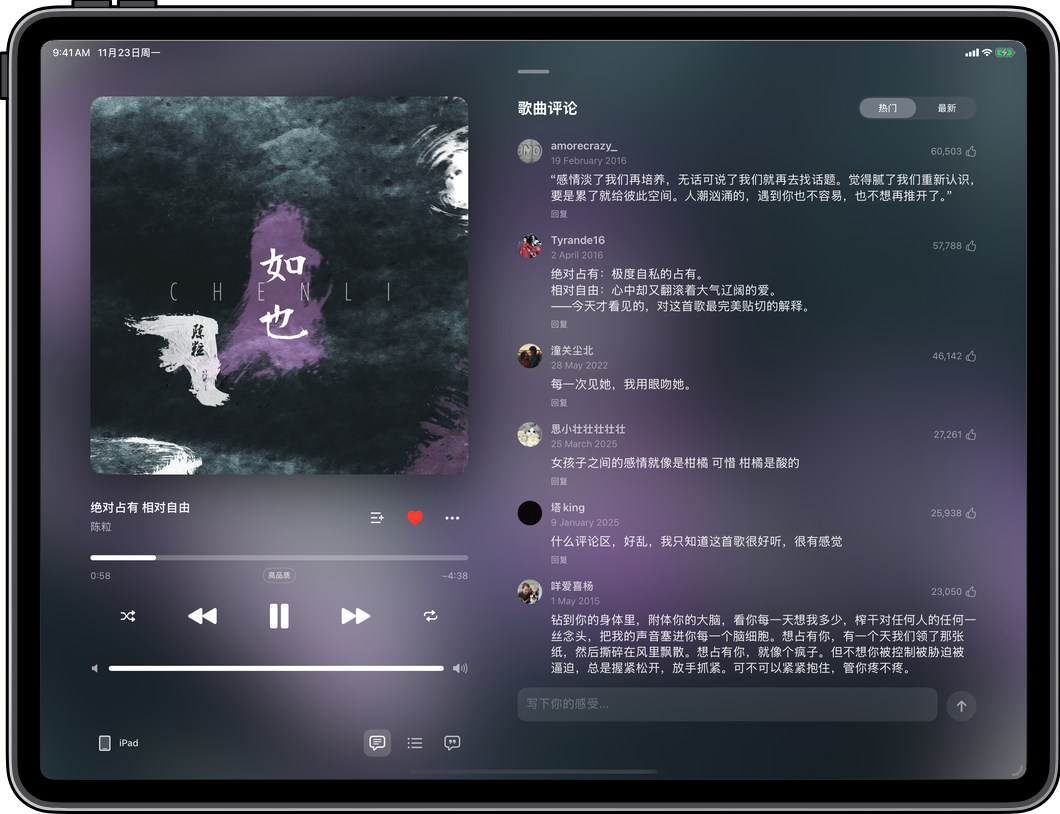 9:41 AM 11月23日周一
如
CHENLI
也
陈
粒
绝对占有 相对自由
陈粒
0:58
高品质
−4:38
iPad
歌曲评论
热门
最新
amorecrazy_
19 February 2016
60,503
“感情淡了我们再培养，无话可说了我们就再去找话题。觉得腻了我们重新认识，
要是累了就给彼此空间。人潮汹涌的，遇到你也不容易，也不想再推开了。”
回复
Tyrande16
2 April 2016
57,788
绝对占有：极度自私的占有。
相对自由：心中却又翻滚着大气辽阔的爱。
——今天才看见的，对这首歌最完美贴切的解释。
回复
潼关尘北
28 May 2022
46,142
每一次见她，我用眼吻她。
回复
思小壮壮壮壮壮
25 March 2025
27,261
女孩子之间的感情就像是柑橘 可惜 柑橘是酸的
回复
塔 king
9 January 2025
25,938
什么评论区，好乱，我只知道这首歌很好听，很有感觉
回复
咩爱喜杨
1 May 2015
23,050
钻到你的身体里，附体你的大脑，看你每一天想我多少，榨干对任何人的任何一
丝念头，把我的声音塞进你每一个脑细胞。想占有你，有一个天我们领了那张
纸，然后撕碎在风里飘散。想占有你，就像个疯子。但不想你被控制被胁迫被
逼迫，总是握紧松开，放手抓紧。可不可以紧紧抱住，管你疼不疼。
写下你的感受...